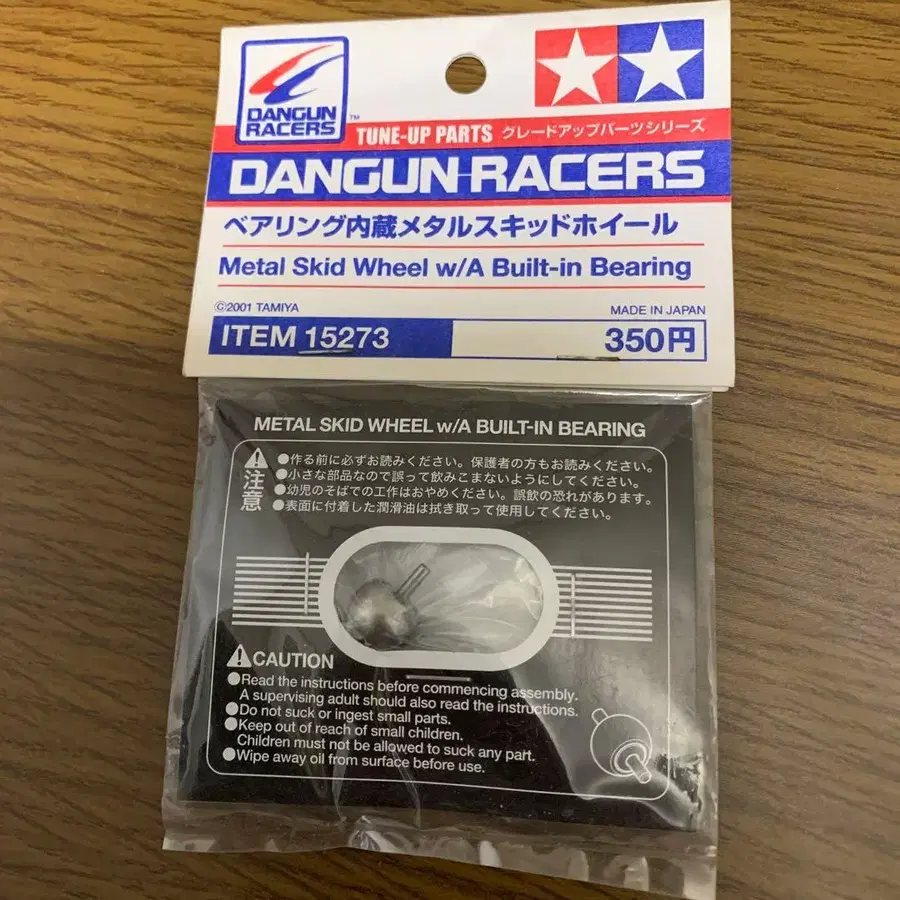 DANGUN
RACERS
™
TUNE-UP PARTS グレードアップパーツシリーズ
DANGUN RACERS
ベアリング内蔵メタルスキッドホイール
Metal Skid Wheel w/A Built-in Bearing
©2001 TAMIYA
MADE IN JAPAN
ITEM 15273
350円
METAL SKID WHEEL w/A BUILT-IN BEARING
注意
●作る前に必ずお読みください。保護者の方もお読みください。
●小さな部品なので誤って飲みこまないようにしてください。
●幼児のそばでの工作はおやめください。誤飲の恐れがあります。
●表面に付着した潤滑油は拭き取って使用してください。
CAUTION
●Read the instructions before commencing assembly.
A supervising adult should also read the instructions.
●Do not suck or ingest small parts.
●Keep out of reach of small children.
Children must not be allowed to suck any part.
●Wipe away oil from surface before use.